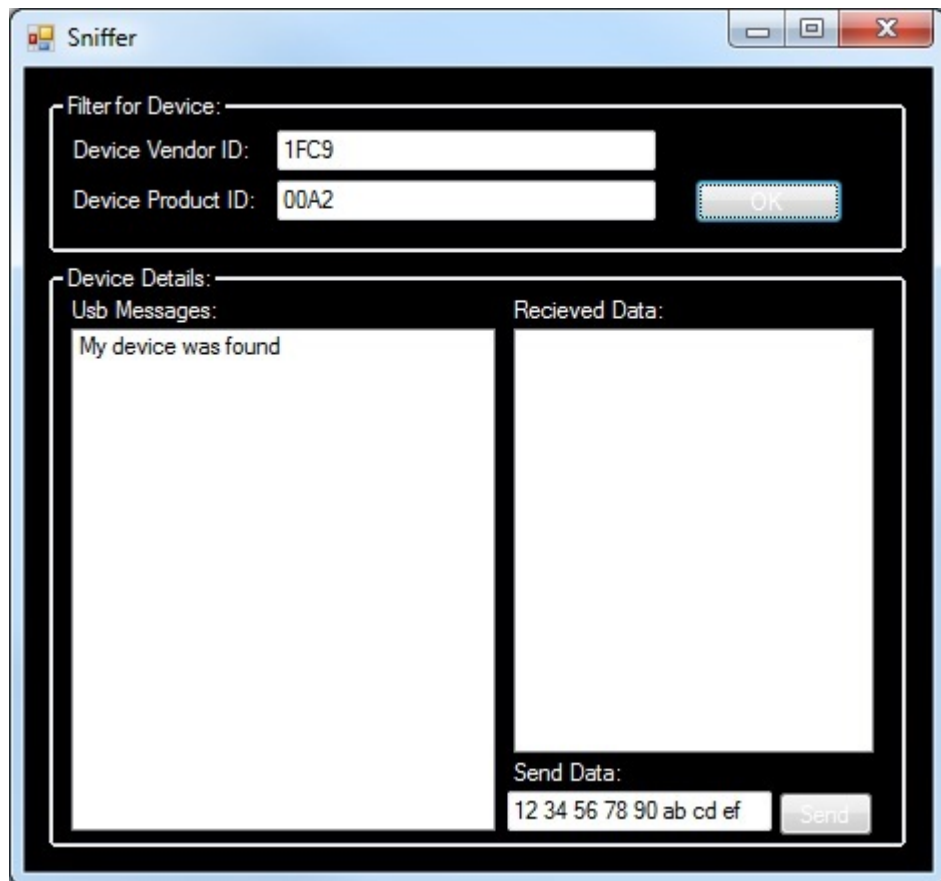 Sniffer
Filter for Device:
Device Vendor ID: 1FC9
Device Product ID: 00A2
OK
Device Details:
Usb Messages:
My device was found
Recieved Data:
Send Data:
12 34 56 78 90 ab cd ef
Send